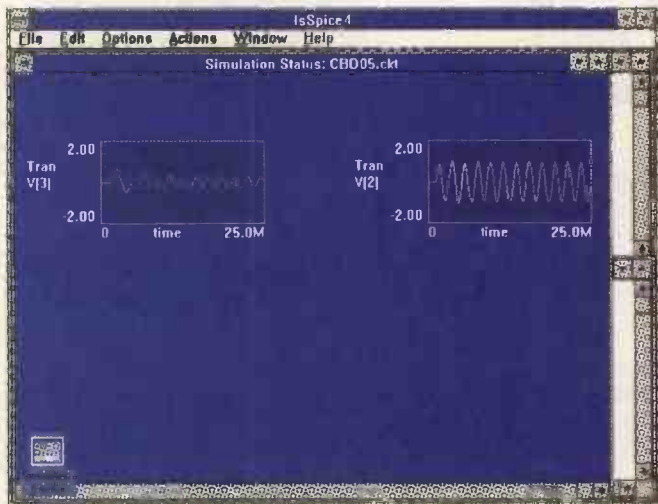 IsSpice4
File Edit Options Actions Window Help
Simulation Status: CBD05.ckt
2.00
Tran
V[3]
-2.00
0 time 25.0M
2.00
Tran
V[2]
-2.00
0 time 25.0M